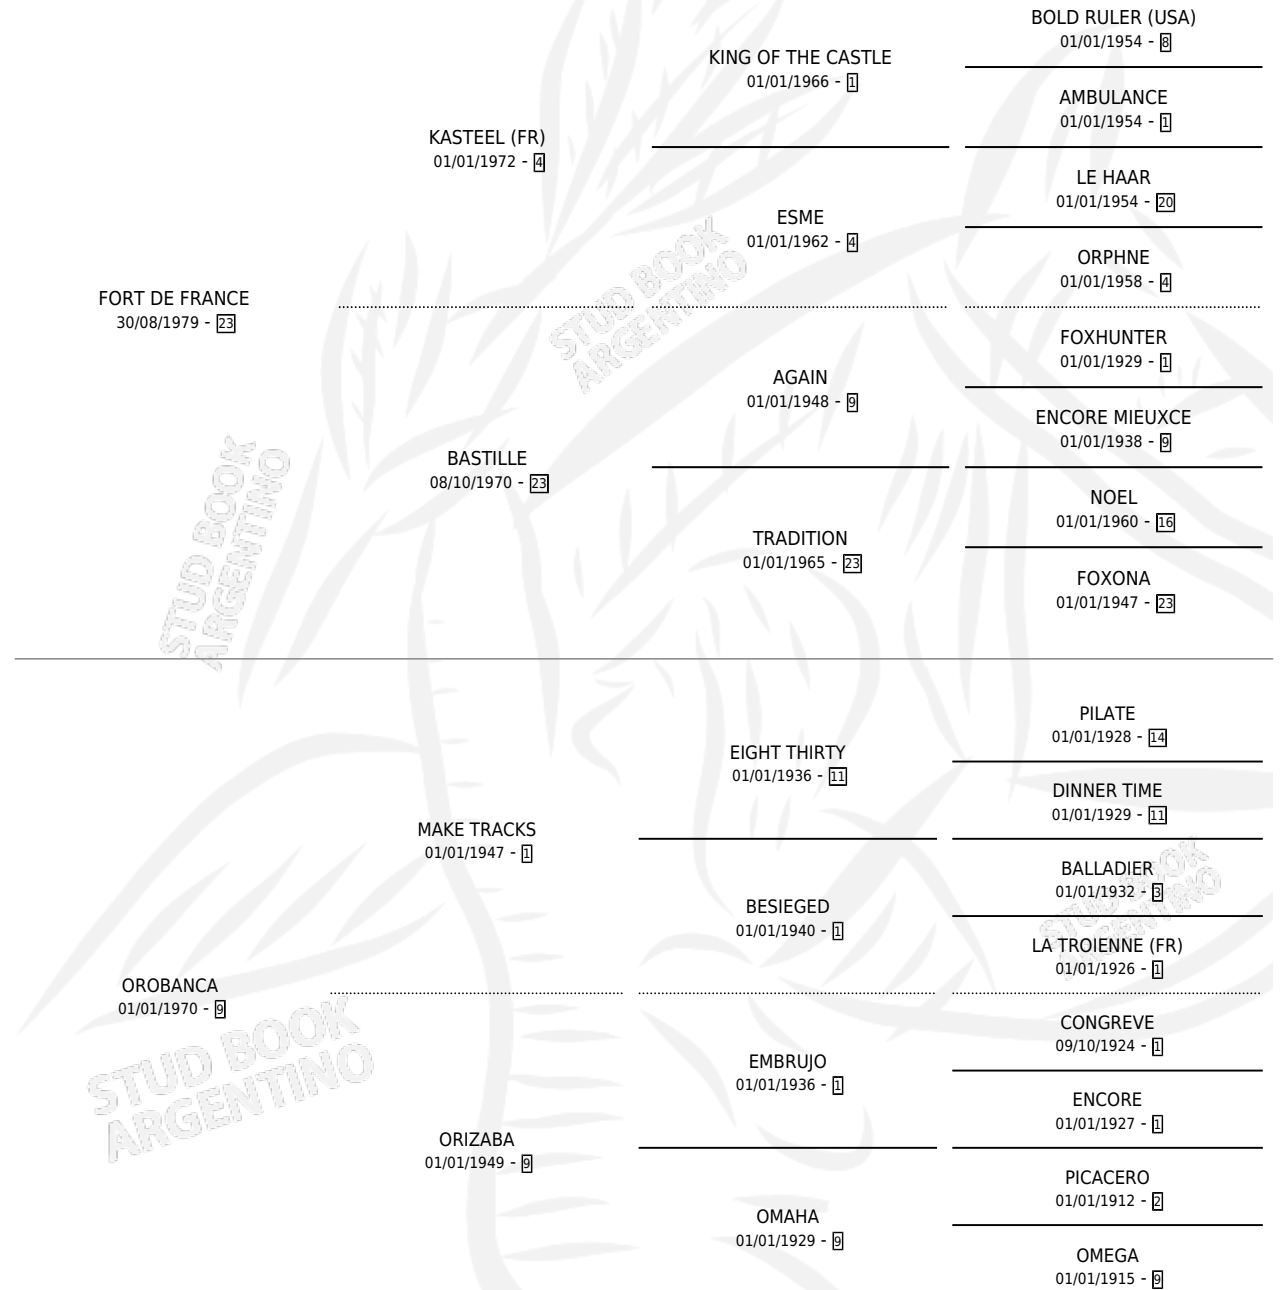 BOLD RULER (USA)
01/01/1954 - 8
KING OF THE CASTLE
01/01/1966 - 1
AMBULANCE
01/01/1954 - 1
KASTEEL (FR)
01/01/1972 - 4
LE HAAR
01/01/1954 - 20
ESME
01/01/1962 - 4
ORPHNE
01/01/1958 - 4
FORT DE FRANCE
30/08/1979 - 23
FOXHUNTER
01/01/1929 - 1
AGAIN
01/01/1948 - 9
ENCORE MIEUXCE
01/01/1938 - 9
BASTILLE
08/10/1970 - 23
NOEL
01/01/1960 - 16
TRADITION
01/01/1965 - 23
FOXONA
01/01/1947 - 23
PILATE
01/01/1928 - 14
EIGHT THIRTY
01/01/1936 - 11
DINNER TIME
01/01/1929 - 11
MAKE TRACKS
01/01/1947 - 1
BALLADIER
01/01/1932 - 3
BESIEGED
01/01/1940 - 1
LA TROIENNE (FR)
01/01/1926 - 1
OROBANCA
01/01/1970 - 9
CONGREVE
09/10/1924 - 1
EMBRUJO
01/01/1936 - 1
ENCORE
01/01/1927 - 1
ORIZABA
01/01/1949 - 9
PICACERO
01/01/1912 - 2
OMAHA
01/01/1929 - 9
OMEGA
01/01/1915 - 9
STUD BOOK
ARGENTINO
STUD BOOK
ARGENTINO
STUD BOOK
ARGENTINO
STUD BOOK
ARGENTINO